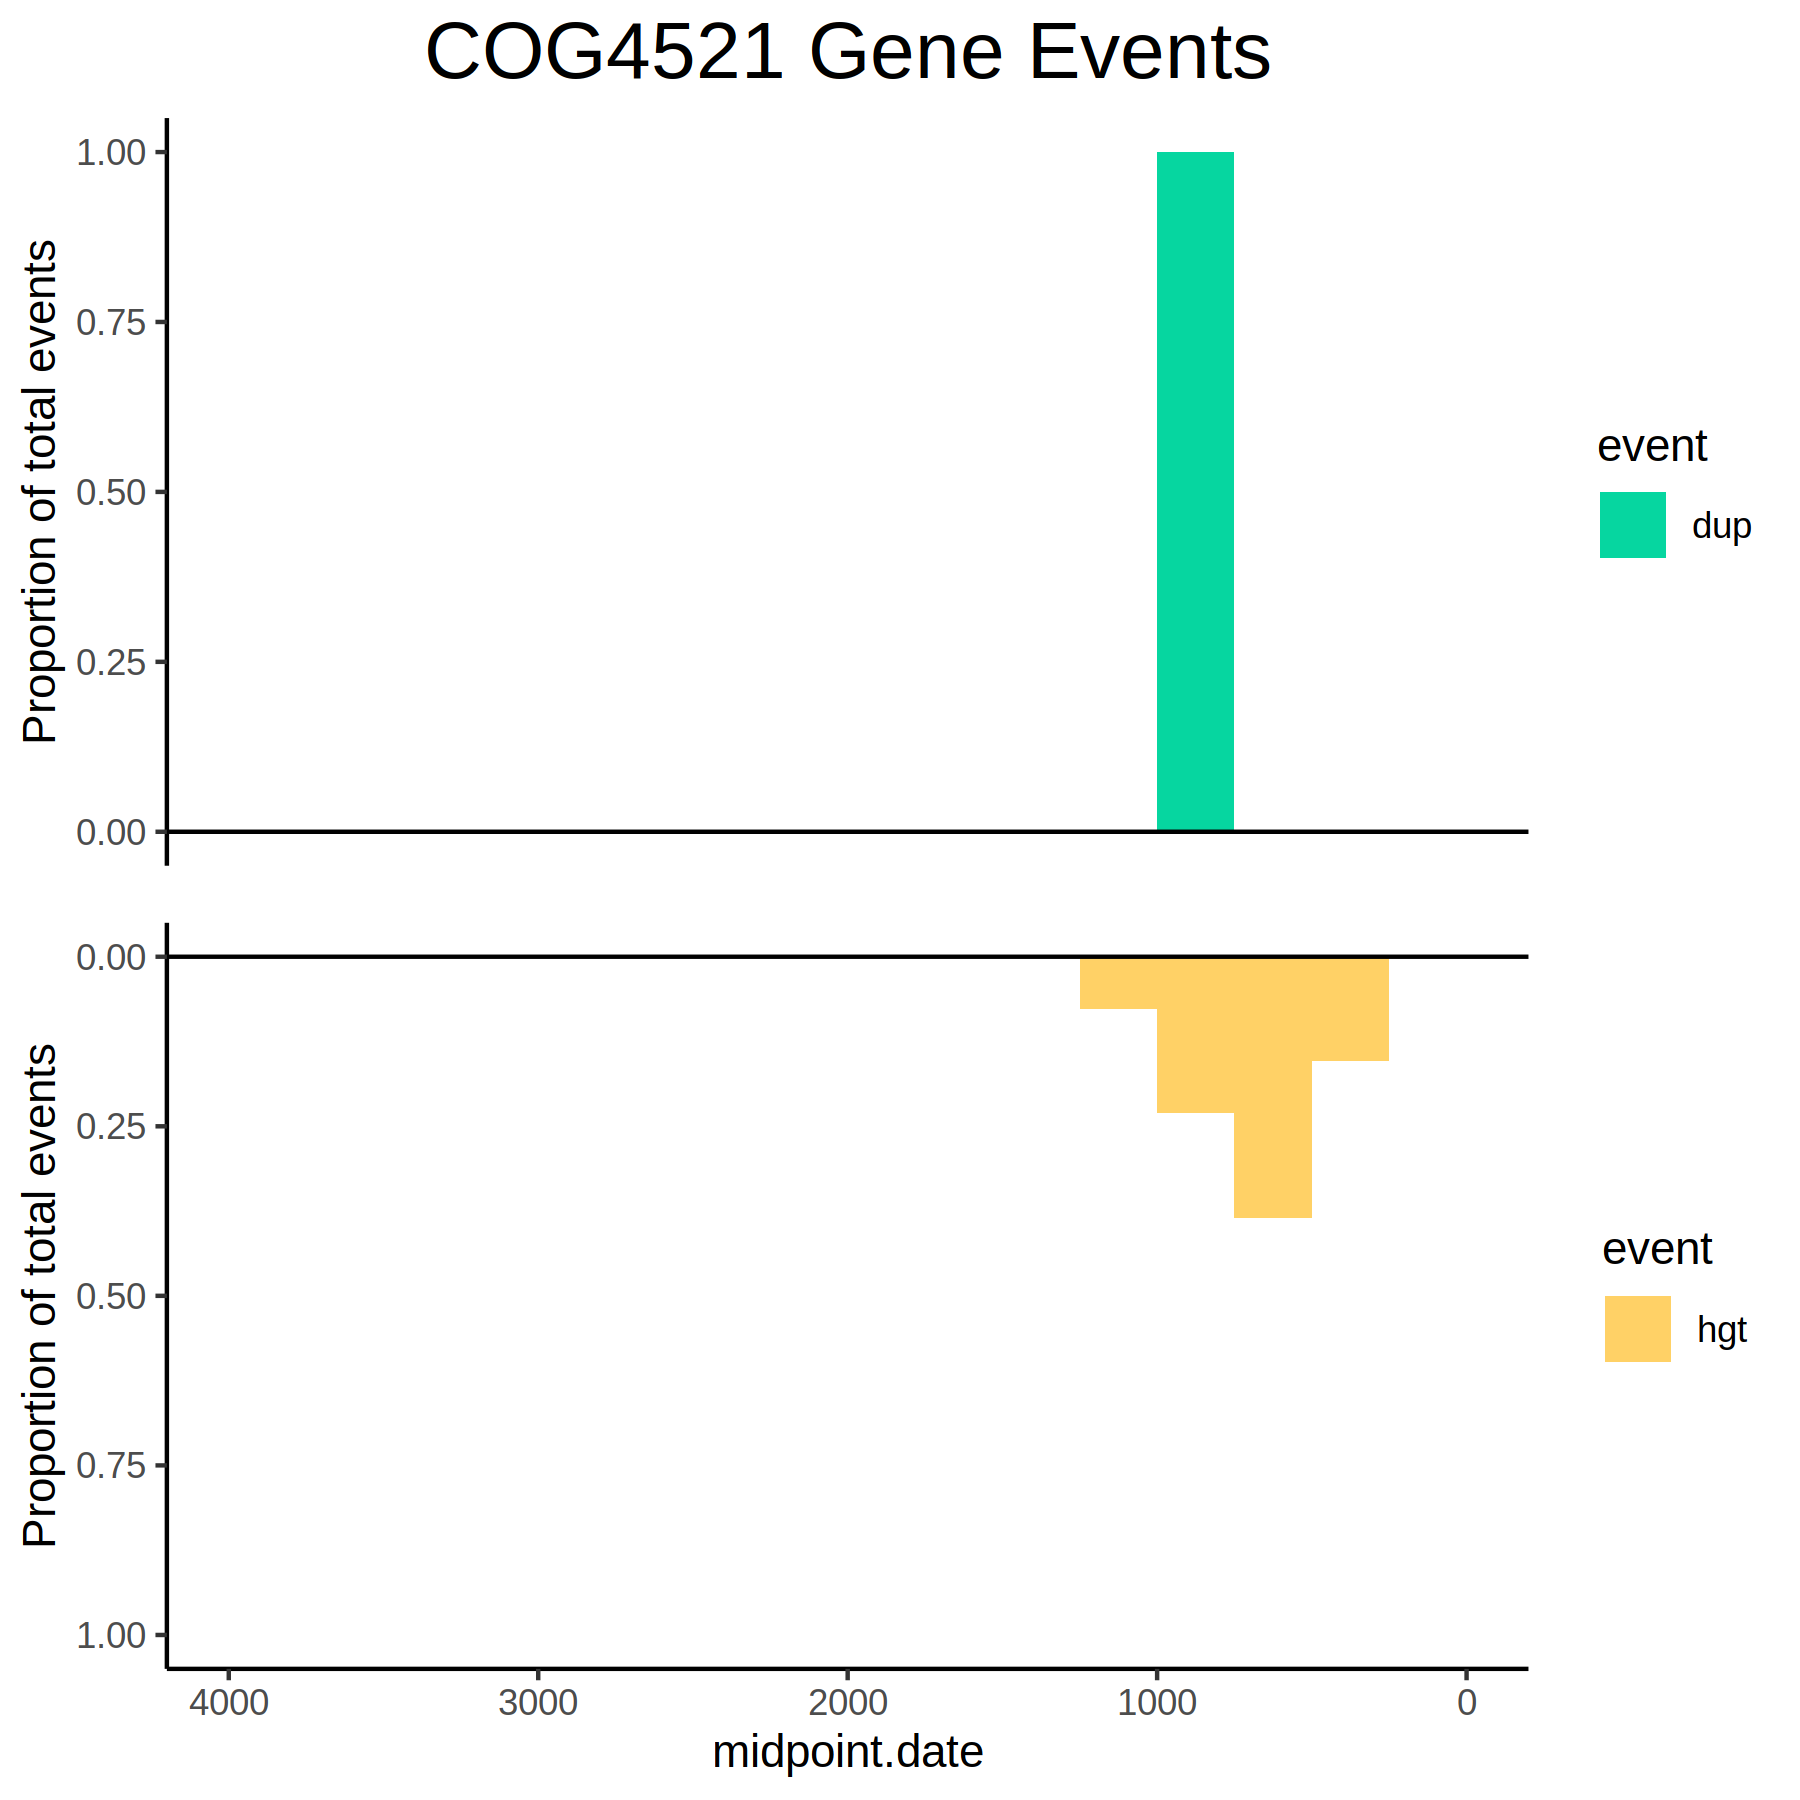 COG4521 Gene Events
Proportion of total events
1.00
0.75
0.50
0.25
0.00
event
dup
Proportion of total events
0.00
0.25
0.50
0.75
1.00
event
hgt
4000 3000 2000 1000 0
midpoint.date